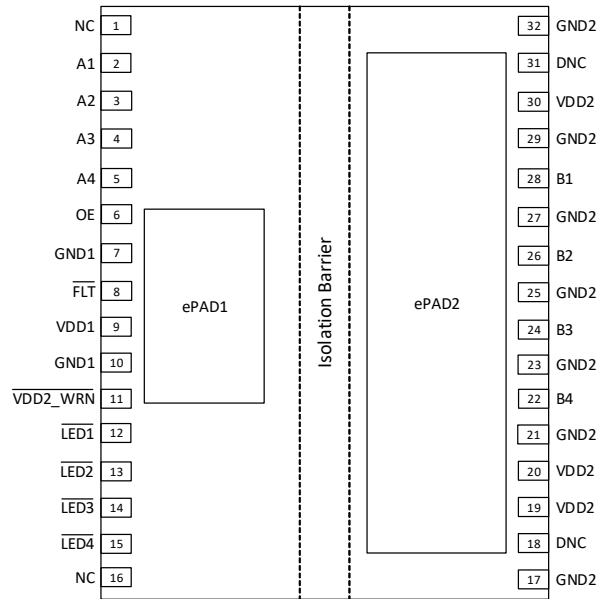 NC 1
A1 2
A2 3
A3 4
A4 5
OE 6
GND1 7
FLT 8
VDD1 9
GND1 10
VDD2_WRN 11
LED1 12
LED2 13
LED3 14
LED4 15
NC 16
ePAD1
Isolation Barrier
ePAD2
32 GND2
31 DNC
30 VDD2
29 GND2
28 B1
27 GND2
26 B2
25 GND2
24 B3
23 GND2
22 B4
21 GND2
20 VDD2
19 VDD2
18 DNC
17 GND2